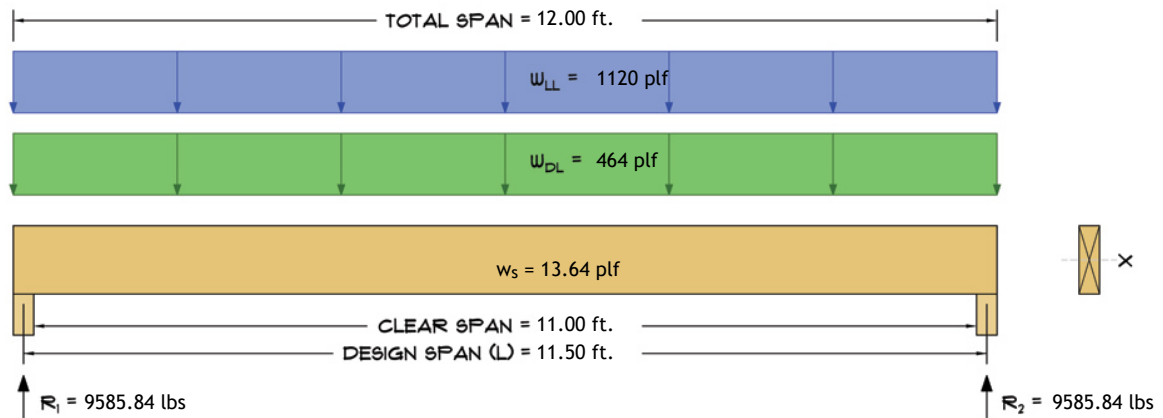 TOTAL SPAN = 12.00 ft.
WLL = 1120 plf
WDL = 464 plf
ws = 13.64 plf
X
CLEAR SPAN = 11.00 ft.
DESIGN SPAN (L) = 11.50 ft.
R1 = 9585.84 lbs
R2 = 9585.84 lbs